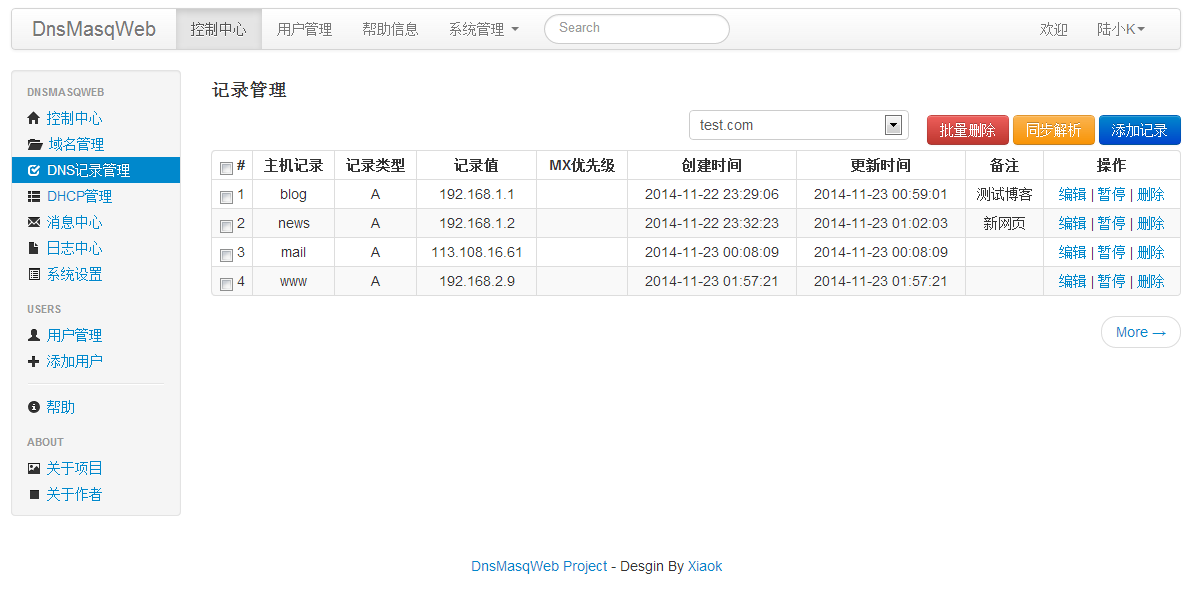 DnsMasqWeb 控制中心 用户管理 帮助信息 系统管理 Search 欢迎 陆小K
DNSMASQWEB
控制中心
域名管理
DNS记录管理
DHCP管理
消息中心
日志中心
系统设置
USERS
用户管理
添加用户
帮助
ABOUT
关于项目
关于作者
记录管理
test.com 批量删除 同步解析 添加记录
# 主机记录 记录类型 记录值 MX优先级 创建时间 更新时间 备注 操作
1 blog A 192.168.1.1 2014-11-22 23:29:06 2014-11-23 00:59:01 测试博客 编辑 | 暂停 | 删除
2 news A 192.168.1.2 2014-11-22 23:32:23 2014-11-23 01:02:03 新网页 编辑 | 暂停 | 删除
3 mail A 113.108.16.61 2014-11-23 00:08:09 2014-11-23 00:08:09 编辑 | 暂停 | 删除
4 www A 192.168.2.9 2014-11-23 01:57:21 2014-11-23 01:57:21 编辑 | 暂停 | 删除
More →
DnsMasqWeb Project - Desgin By Xiaok